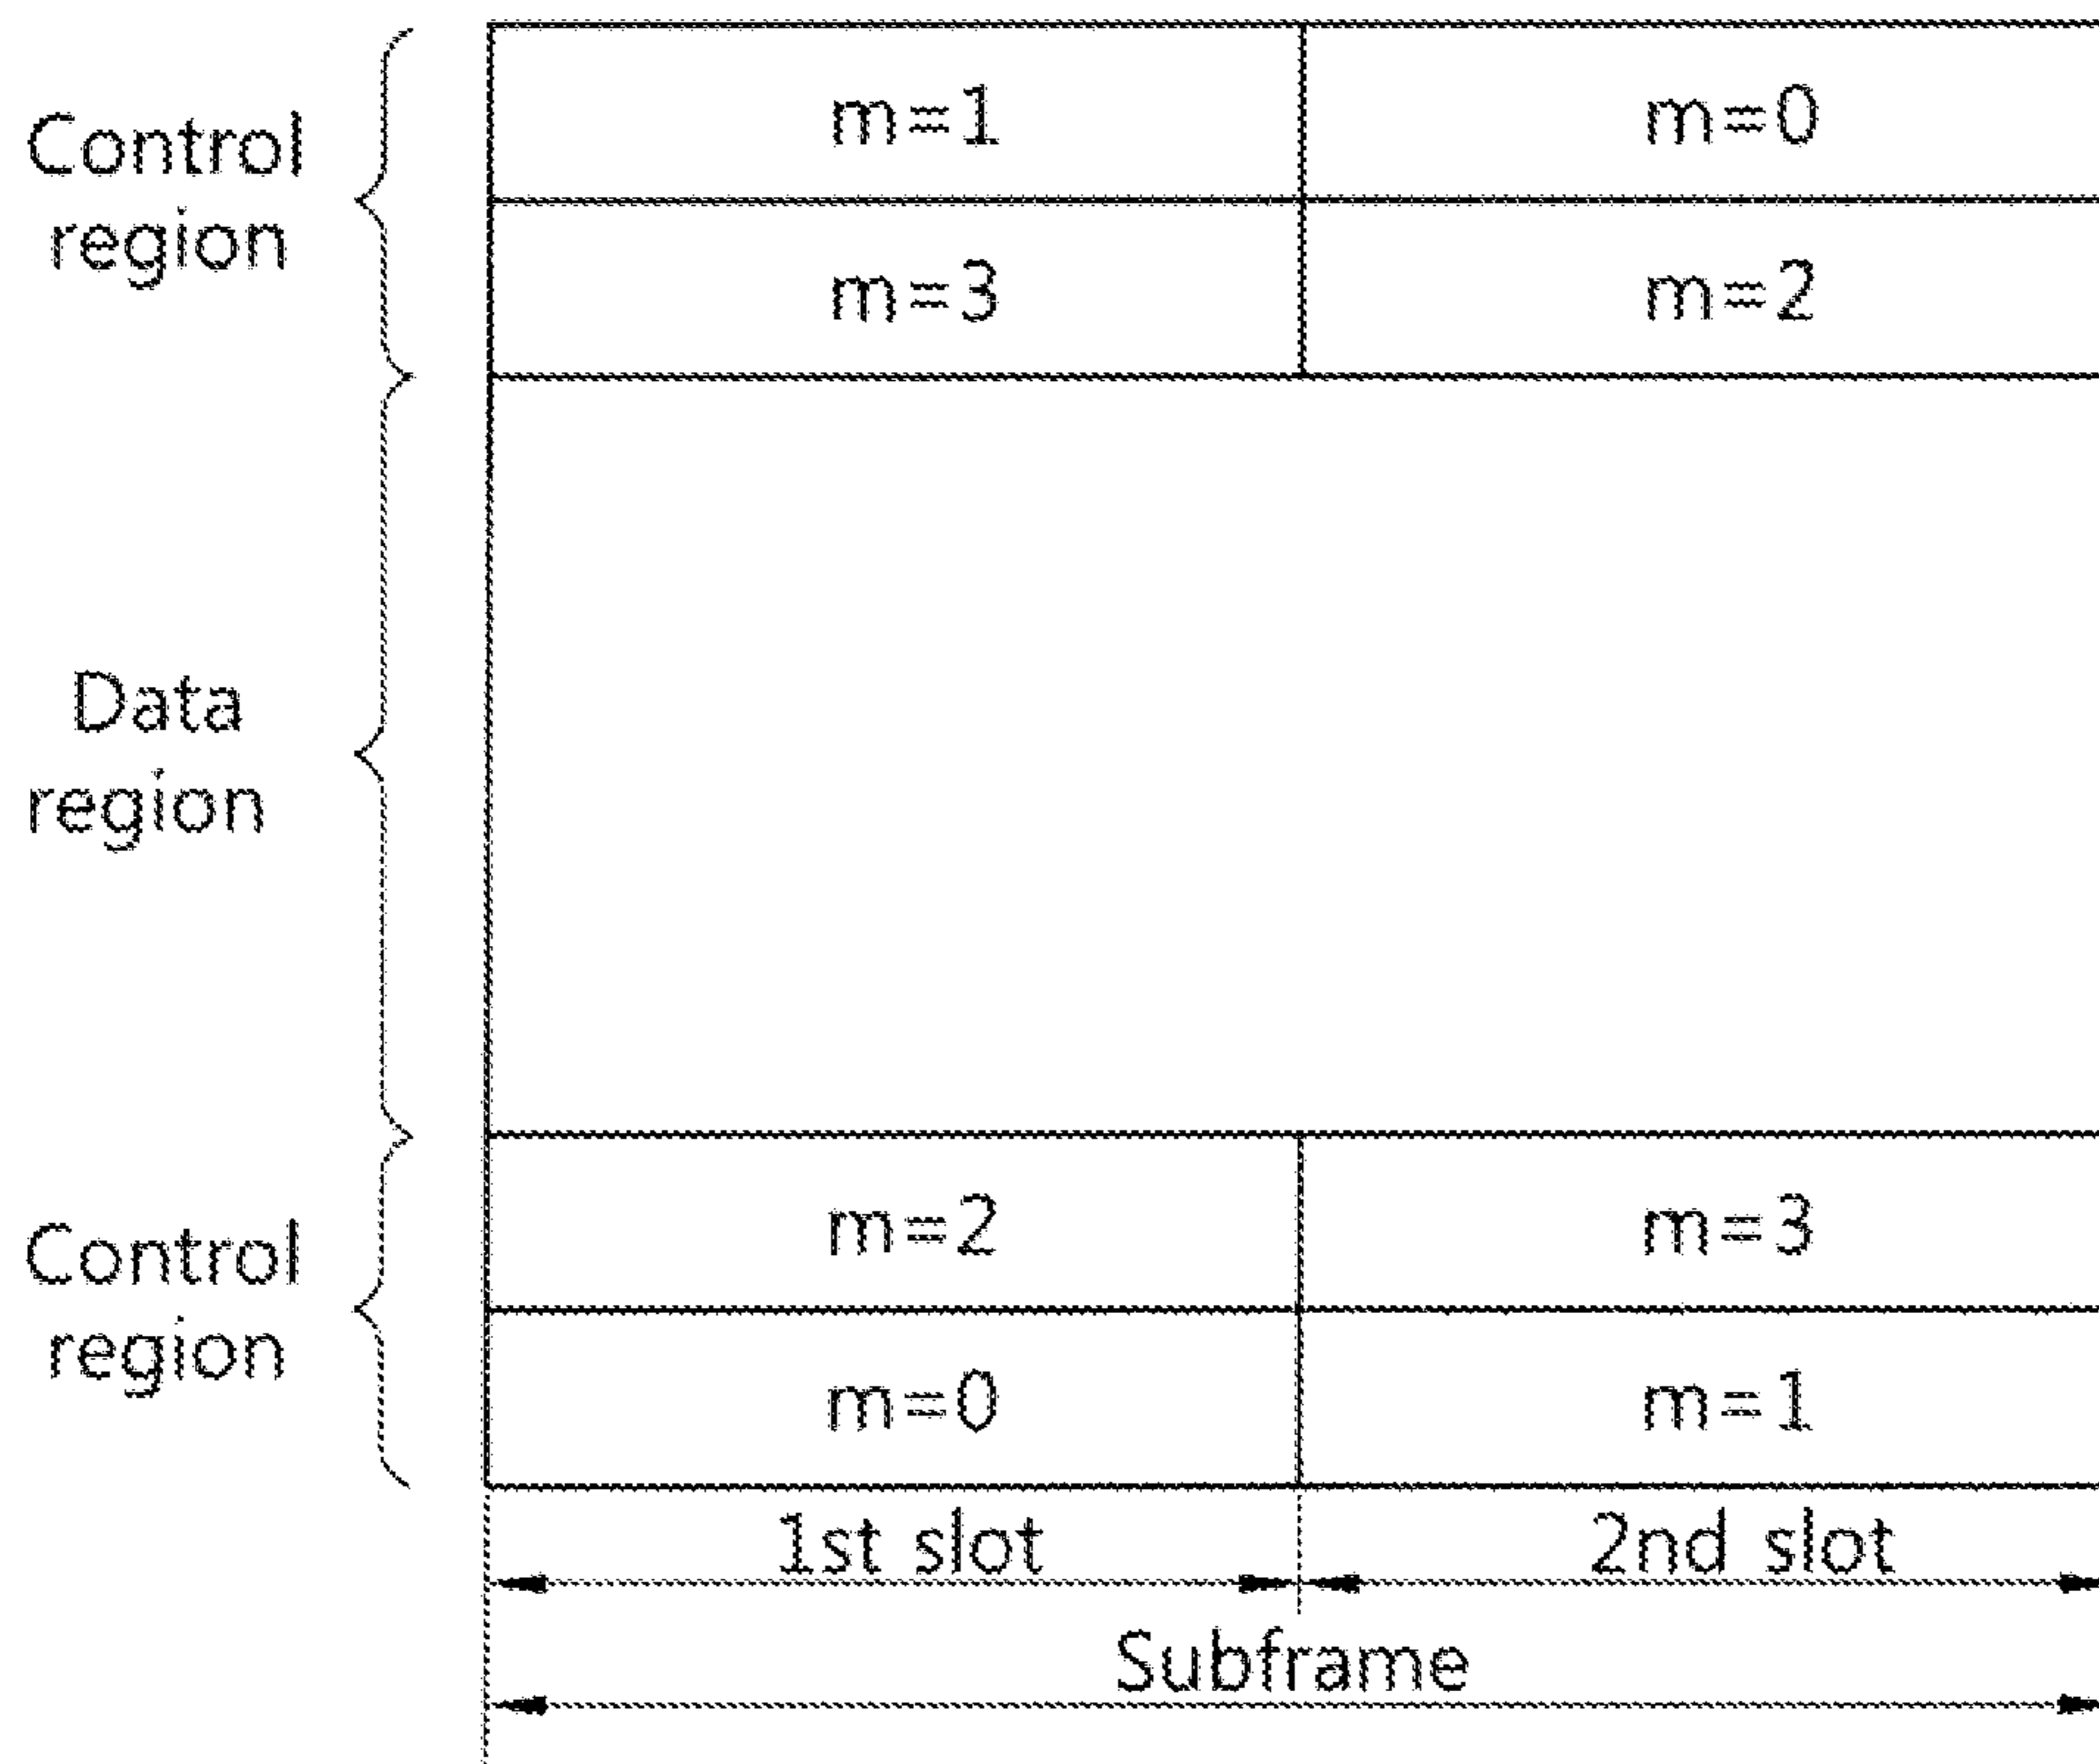 Control
region
m=1 m=0
m=3 m=2
Data
region
Control
region
m=2 m=3
m=0 m=1
1st slot 2nd slot
Subframe